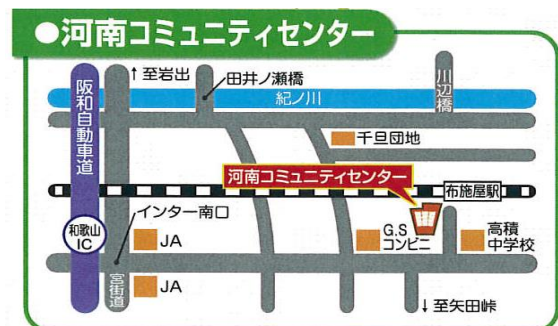 ●河南コミュニティセンター
↑至岩出
田井ノ瀬橋
川辺橋
阪和自動車道
紀ノ川
千旦団地
河南コミュニティセンター
布施屋駅
インター南口
和歌山
IC
JA
G.S
コンビニ
高積
中学校
宮街道
JA
↓至矢田峠